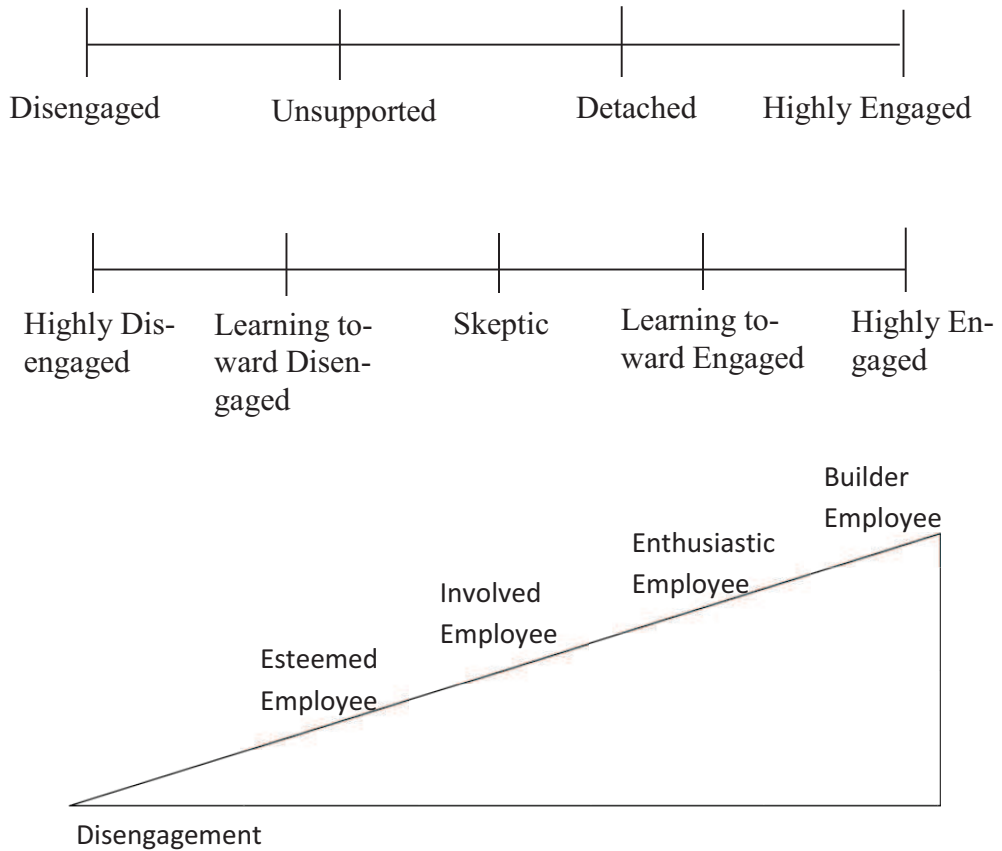 Disengaged Unsupported Detached Highly Engaged
Highly Dis-
engaged
Learning to-
ward Disen-
gaged
Skeptic
Learning to-
ward Engaged
Highly En-
gaged
Builder
Employee
Enthusiastic
Employee
Involved
Employee
Esteemed
Employee
Disengagement